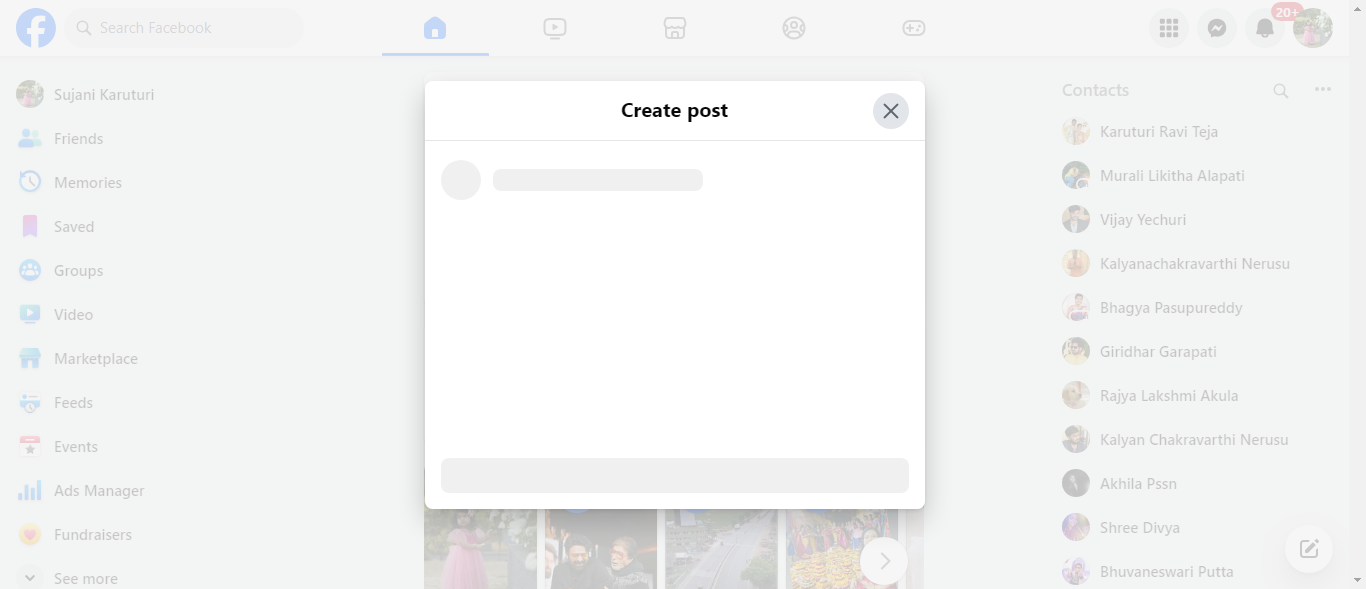 Search Facebook
20+
Sujani Karuturi
Friends
Memories
Saved
Groups
Video
Marketplace
Feeds
Events
Ads Manager
Fundraisers
See more
Create post
Contacts
Karuturi Ravi Teja
Murali Likitha Alapati
Vijay Yechuri
Kalyanachakravarthi Nerusu
Bhagya Pasupureddy
Giridhar Garapati
Rajya Lakshmi Akula
Kalyan Chakravarthi Nerusu
Akhila Pssn
Shree Divya
Bhuvaneswari Putta